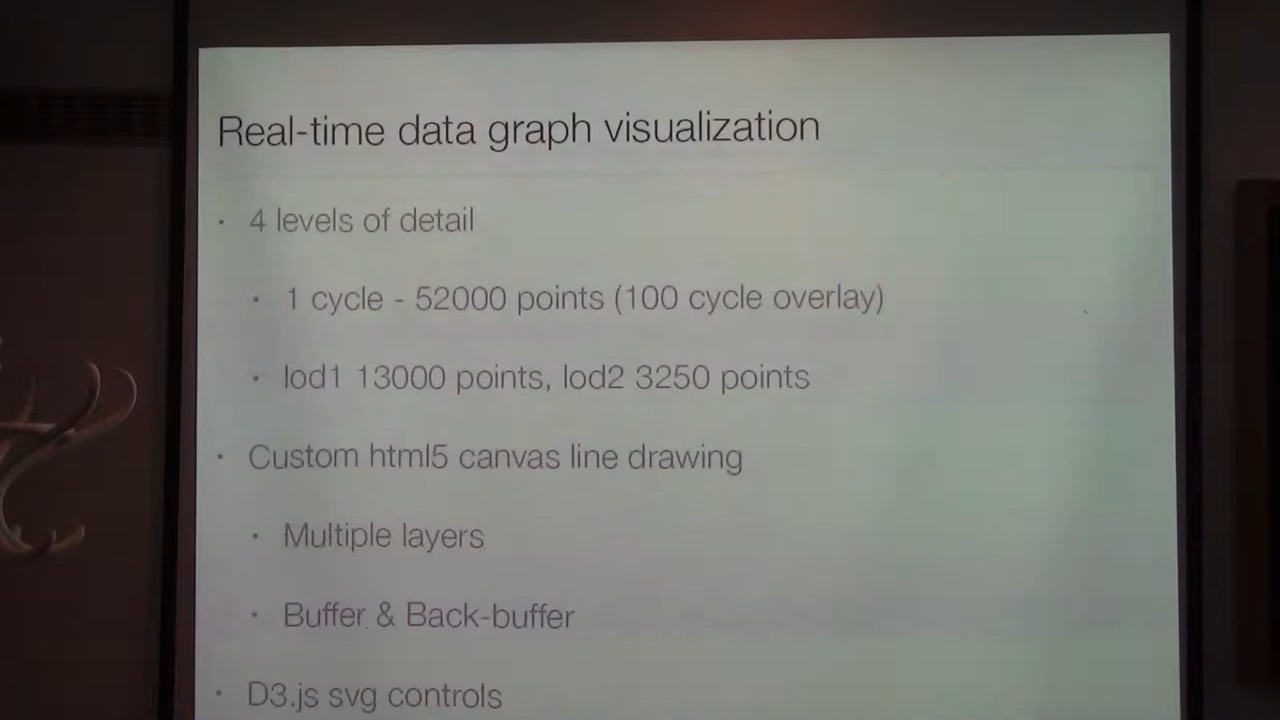 Real-time data graph visualization
• 4 levels of detail
• 1 cycle - 52000 points (100 cycle overlay)
• lod1 13000 points, lod2 3250 points
• Custom html5 canvas line drawing
• Multiple layers
• Buffer & Back-buffer
• D3.js svg controls